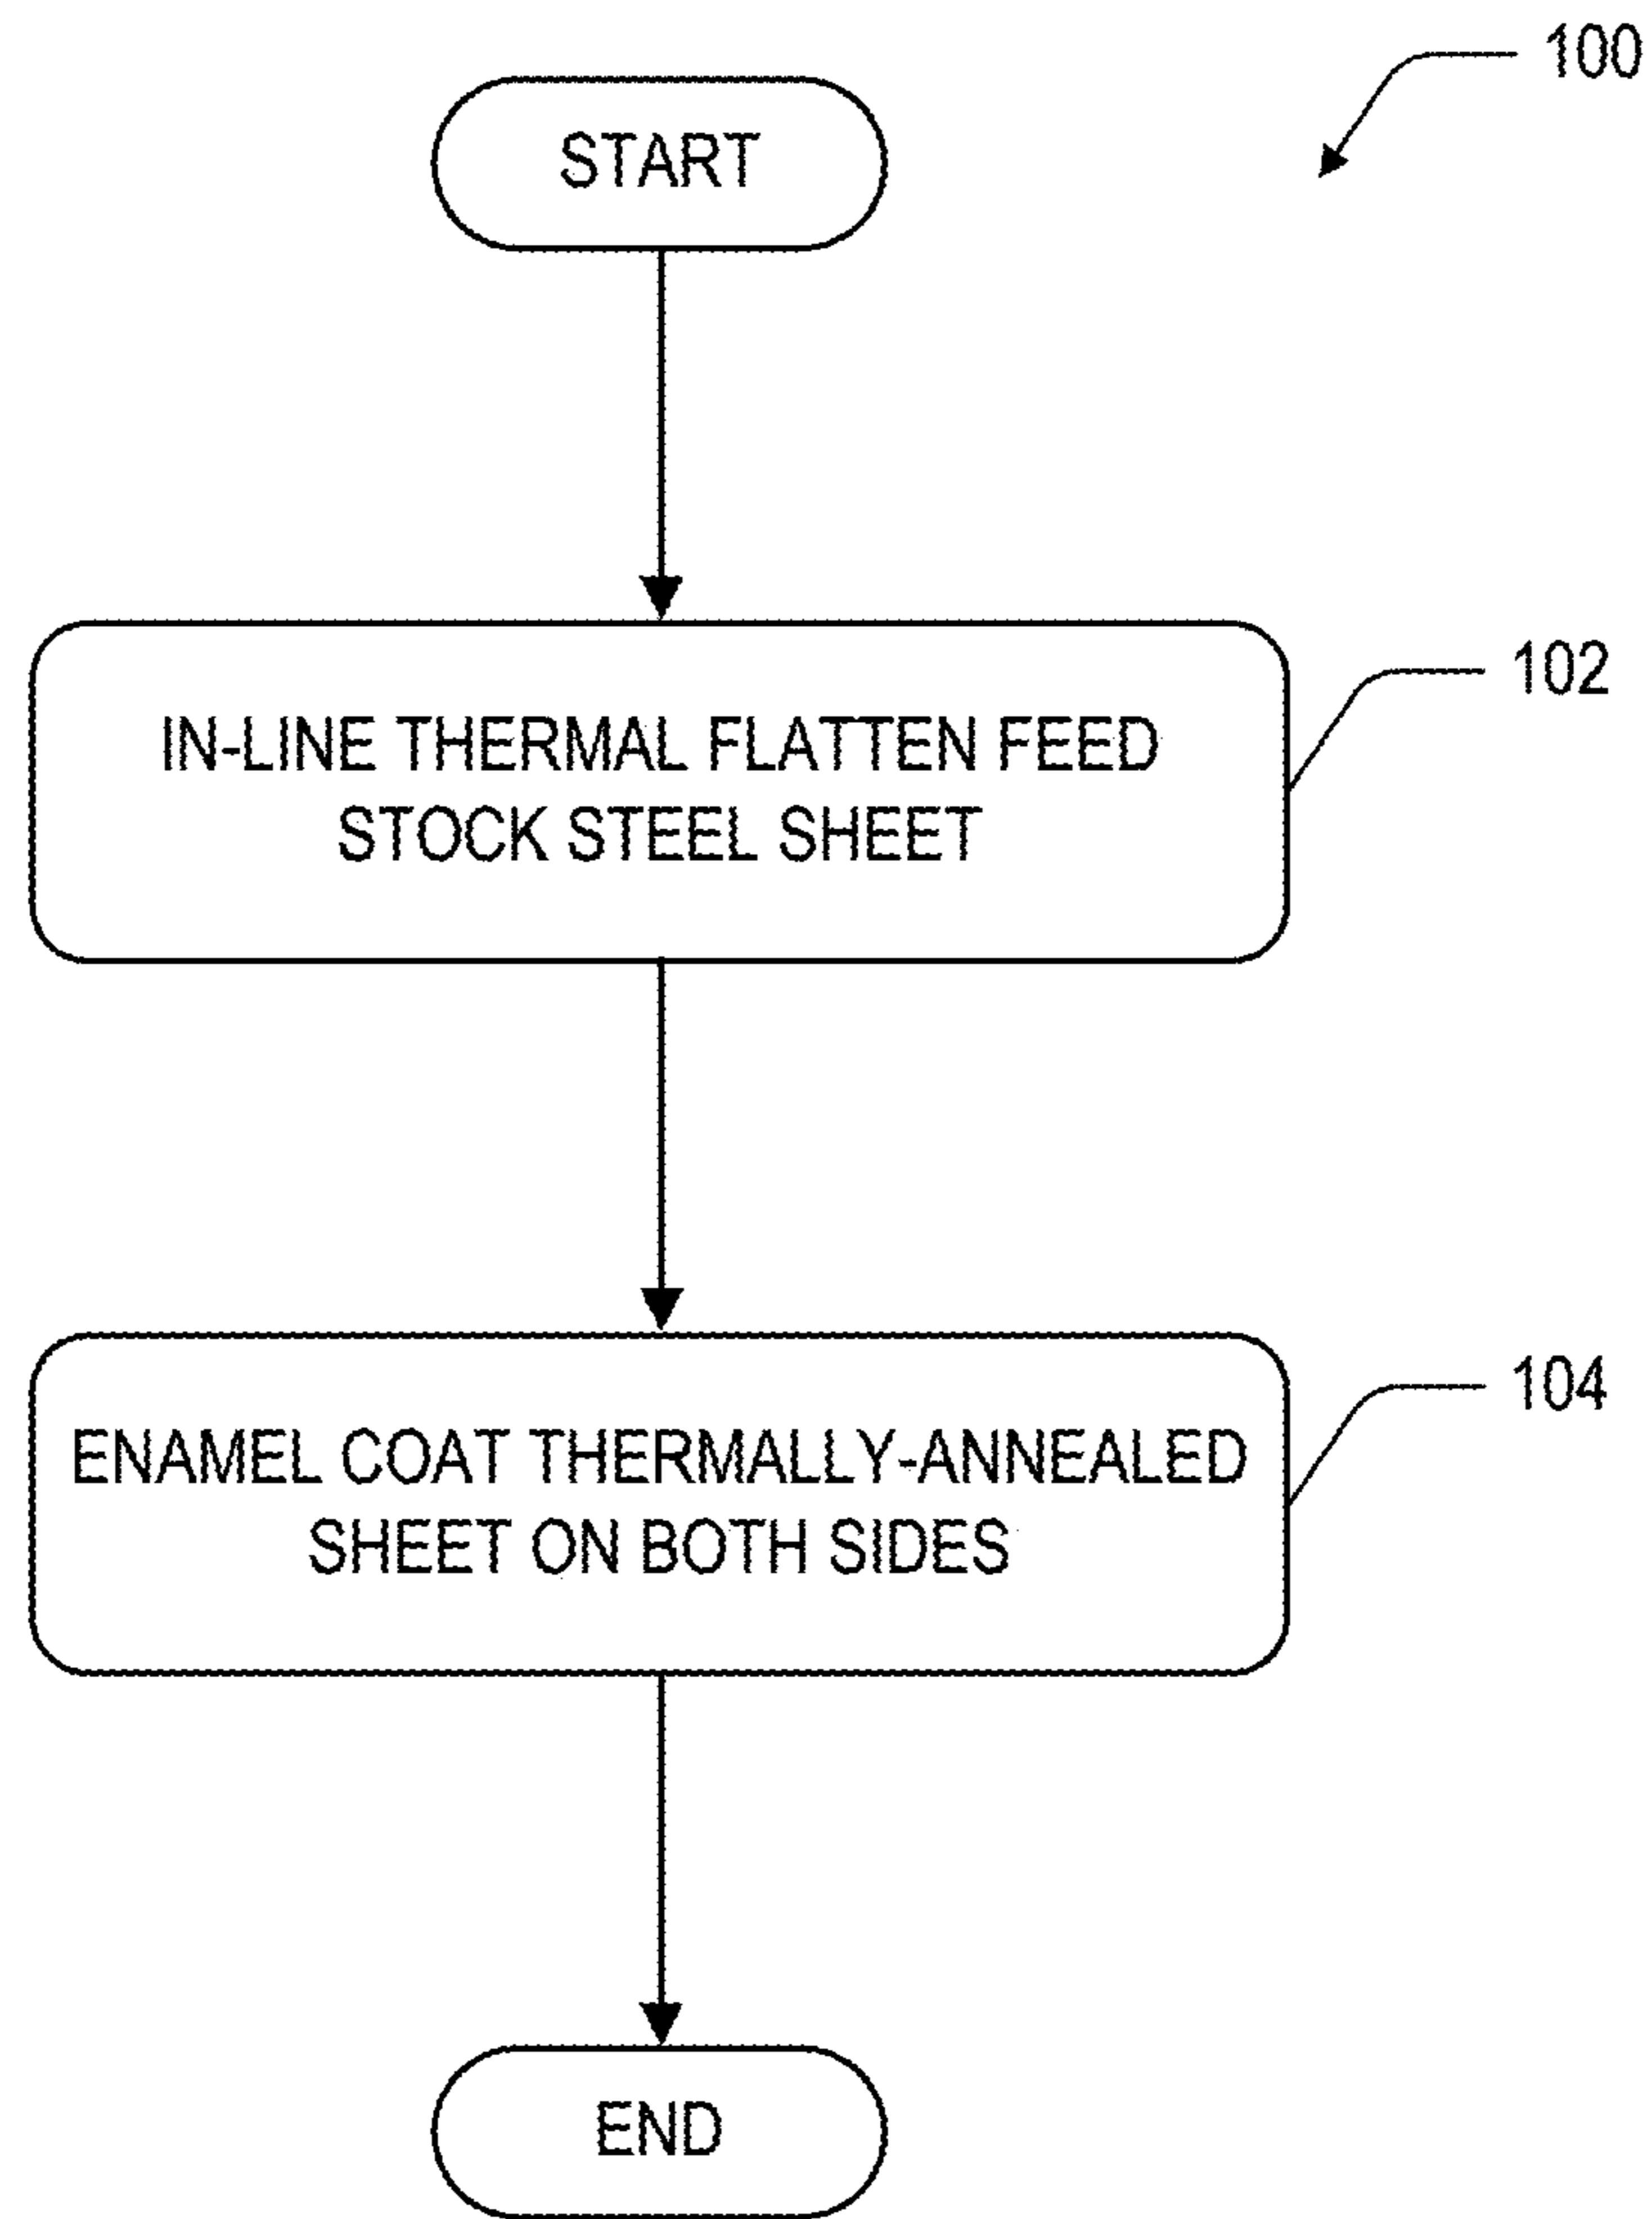 100
START
102
IN-LINE THERMAL FLATTEN FEED
STOCK STEEL SHEET
104
ENAMEL COAT THERMALLY-ANNEALED
SHEET ON BOTH SIDES
END